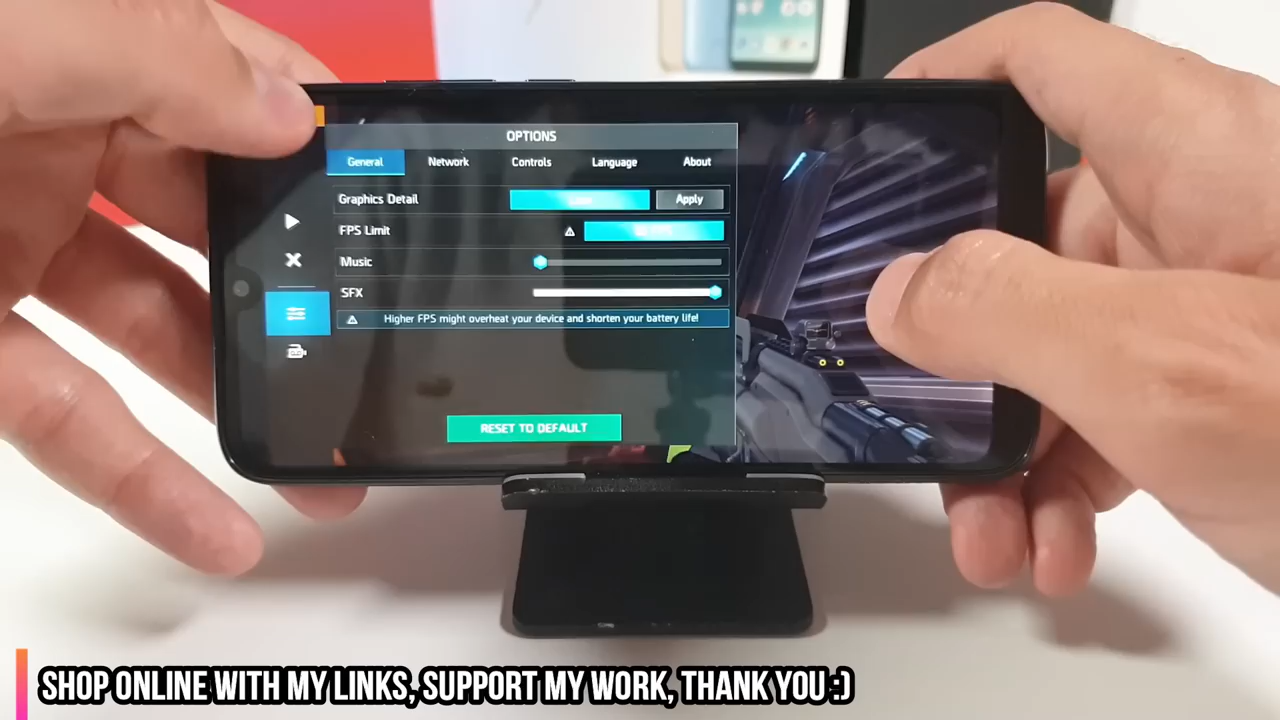 OPTIONS
General Network Controls Language About
Graphics Detail Apply
FPS Limit
Music
SFX
Higher FPS might overheat your device and shorten your battery life!
RESET TO DEFAULT
SHOP ONLINE WITH MY LINKS, SUPPORT MY WORK, THANK YOU :)